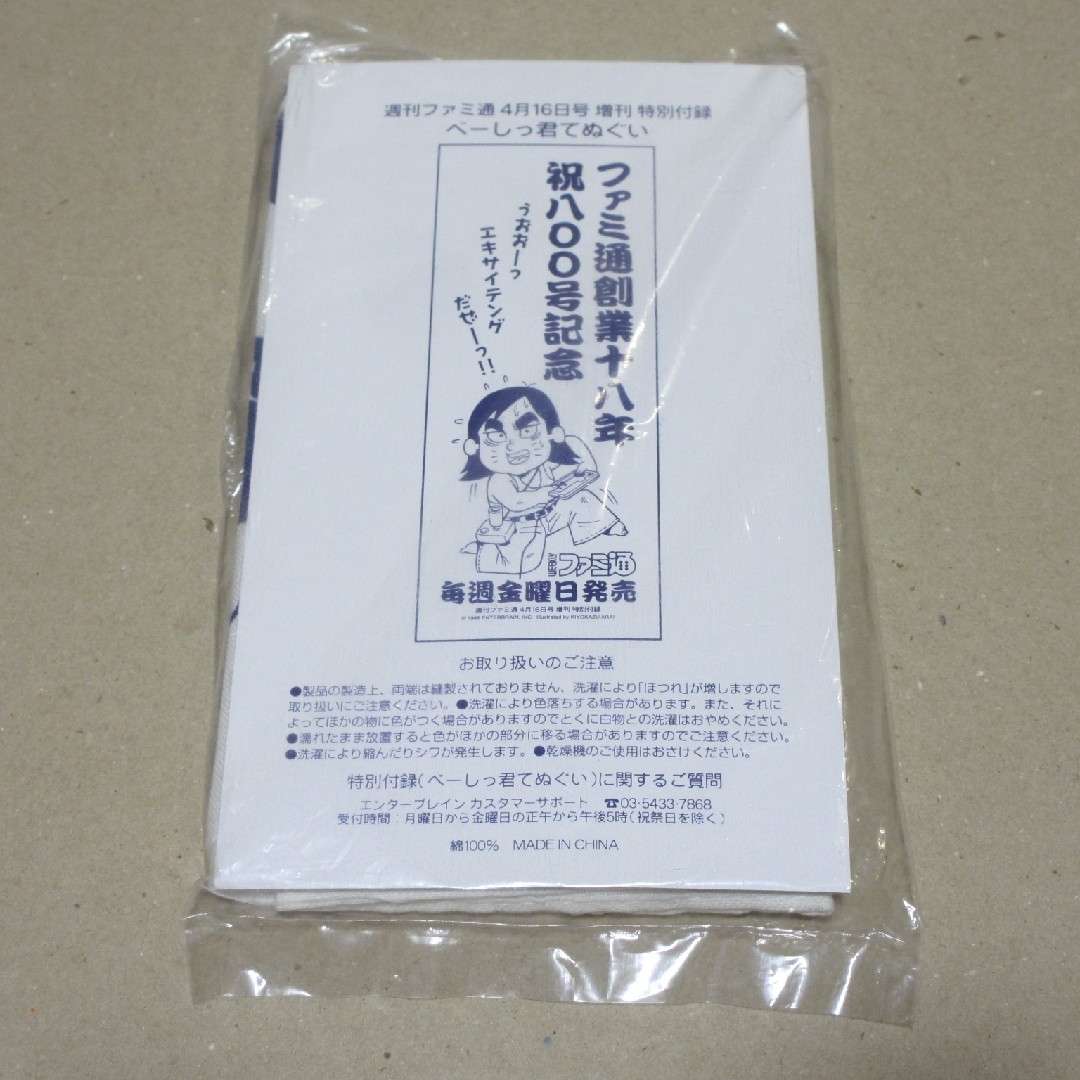 週刊ファミ通 4月16日号 増刊 特別付録
べーしっ君てぬぐい
ファミ通創業十八年
祝八〇〇号記念
うおおーっ
エキサイテング
だぜーっ!!
ファミ通
毎週金曜日発売
週刊ファミ通 4月16日号 増刊 特別付録
ENTERBRAIN, INC. Illustrated by KIYOKAZU ARAI
お取り扱いのご注意
●製品の製造上、両端は縫製されておりません、洗濯により「ほつれ」が増しますので
取り扱いにご注意ください。●洗濯により色落ちする場合があります。また、それに
よってほかの物に色がつく場合がありますのでとくに白物との洗濯はおやめください。
●濡れたまま放置すると色がほかの部分に移る場合がありますのでご注意ください。
●洗濯により縮んだりシワが発生します。●乾燥機のご使用はおさけください。
特別付録(べーしっ君てぬぐい)に関するご質問
エンターブレイン カスタマーサポート ☎03-5433-7868
受付時間:月曜日から金曜日の正午から午後5時(祝祭日を除く)
綿100% MADE IN CHINA